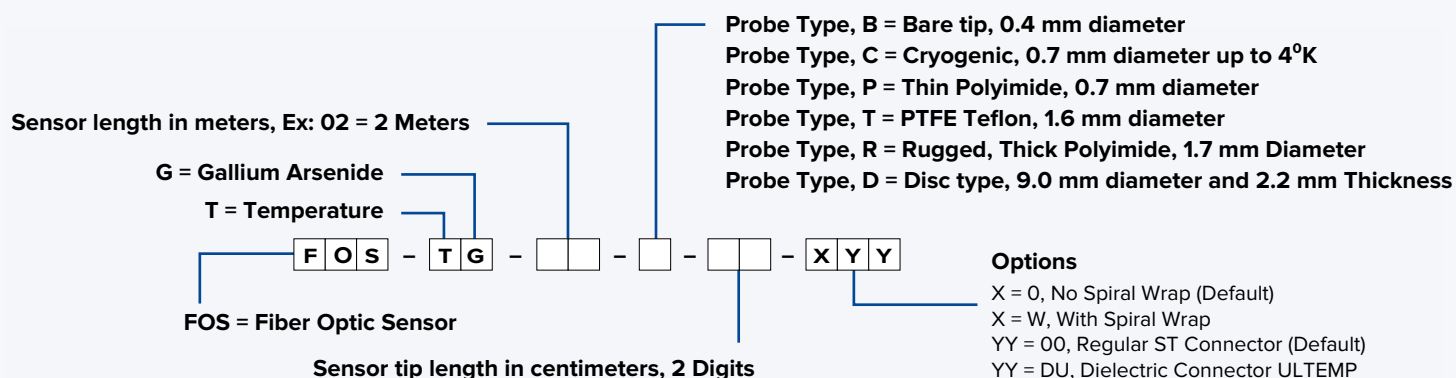 Probe Type, B = Bare tip, 0.4 mm diameter
Probe Type, C = Cryogenic, 0.7 mm diameter up to 4⁰K
Probe Type, P = Thin Polyimide, 0.7 mm diameter
Probe Type, T = PTFE Teflon, 1.6 mm diameter
Probe Type, R = Rugged, Thick Polyimide, 1.7 mm Diameter
Probe Type, D = Disc type, 9.0 mm diameter and 2.2 mm Thickness
Sensor length in meters, Ex: 02 = 2 Meters
G = Gallium Arsenide
T = Temperature
F O S – T G – – – – X Y Y
FOS = Fiber Optic Sensor
Sensor tip length in centimeters, 2 Digits
Options
X = 0, No Spiral Wrap (Default)
X = W, With Spiral Wrap
YY = 00, Regular ST Connector (Default)
YY = DU, Dielectric Connector ULTEMP